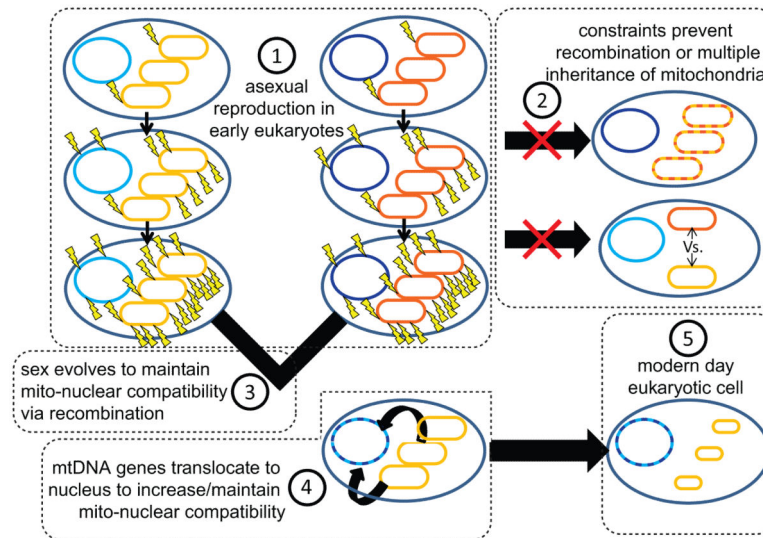 1
asexual
reproduction in
early eukaryotes
constraints prevent
recombination or multiple
inheritance of mitochondria
2
Vs.
sex evolves to maintain
mito-nuclear compatibility
via recombination
3
mtDNA genes translocate to
nucleus to increase/maintain
mito-nuclear compatibility
4
5
modern day
eukaryotic cell